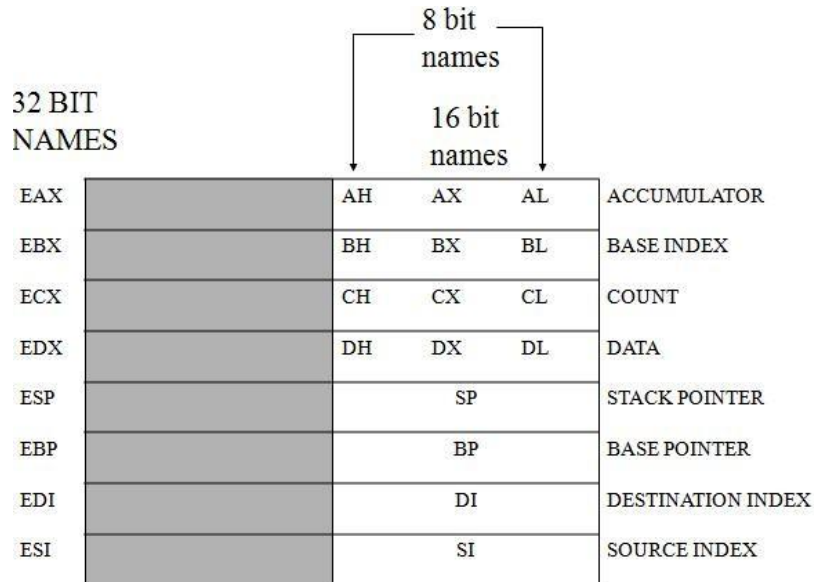 8 bit
names
32 BIT
NAMES
16 bit
names
EAX AH AX AL ACCUMULATOR
EBX BH BX BL BASE INDEX
ECX CH CX CL COUNT
EDX DH DX DL DATA
ESP SP STACK POINTER
EBP BP BASE POINTER
EDI DI DESTINATION INDEX
ESI SI SOURCE INDEX